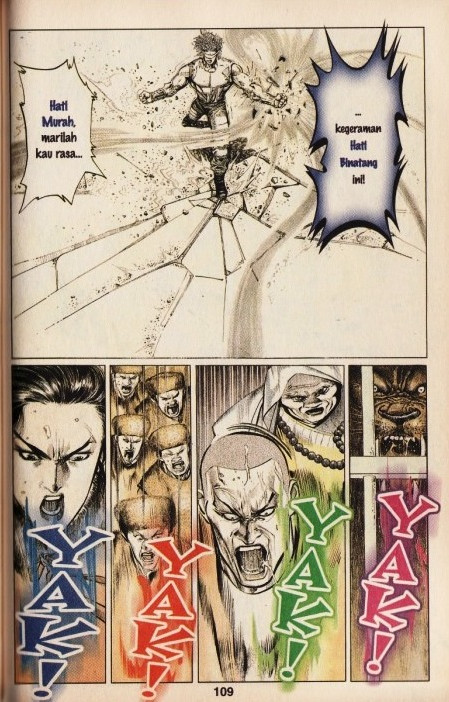 Hati
Murah,
marilah
kau rasa...
...
kegeraman
Hati
Binatang
ini!
YAK!
YAK!
YAK!
YAK!
109